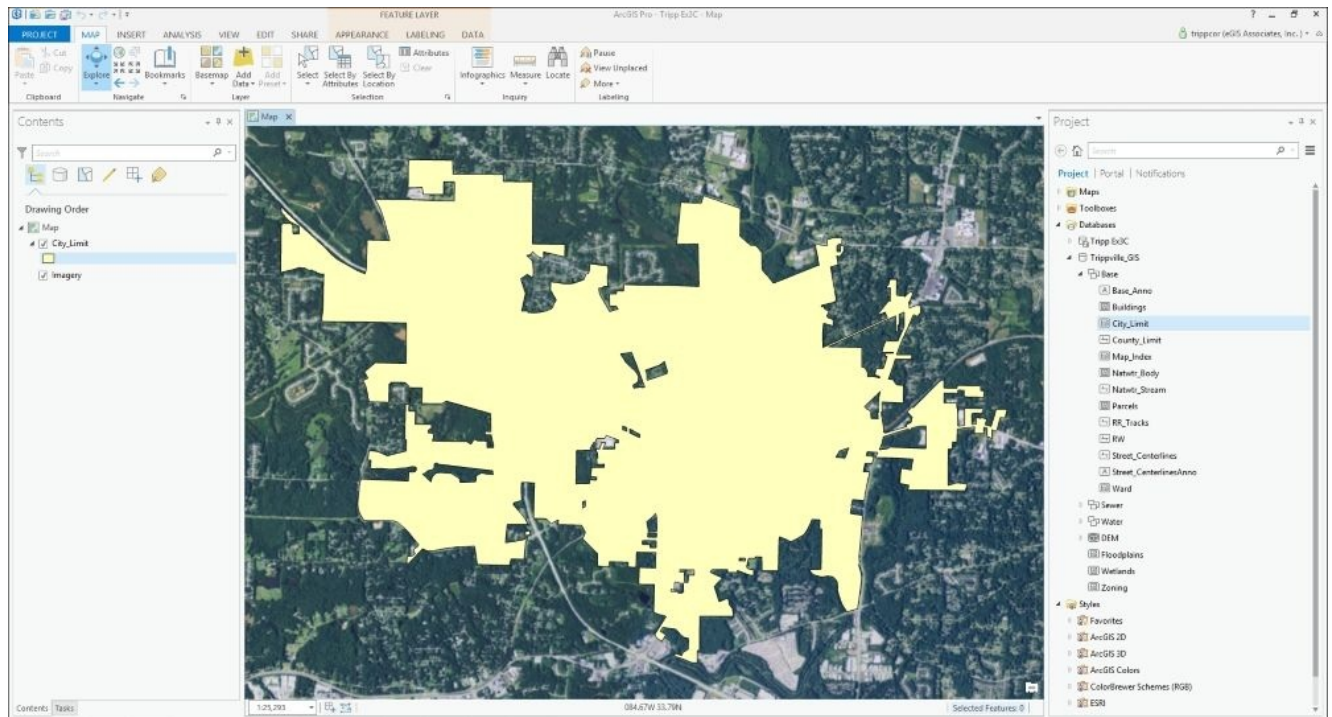 FEATURE LAYER
ArcGIS Pro - Tripp Ex3C - Map
PROJECT MAP INSERT ANALYSIS VIEW EDIT SHARE APPEARANCE LABELING DATA
trippcor (eGIS Associates, Inc.)
Paste Cut Copy
Explore Bookmarks
Basemap Add Data Add Preset
Select Select By Attributes Select By Location Attributes Clear
Infographics Measure Locate
Pause
View Unplaced
More
Clipboard Navigate Layer Selection Inquiry Labeling
Contents
Search
Drawing Order
Map
City_Limit
Imagery
Contents Tasks
Map
1:25,293
084.67W 33.79N
Selected Features: 0
Project
Search
Project | Portal | Notifications
Maps
Toolboxes
Databases
Tripp Ex3C
Trippville_GIS
Base
Base_Anno
Buildings
City_Limit
County_Limit
Map_Index
Natwtr_Body
Natwtr_Stream
Parcels
RR_Tracks
RW
Street_Centerlines
Street_CenterlinesAnno
Ward
Sewer
Water
DEM
Floodplains
Wetlands
Zoning
Styles
Favorites
ArcGIS 2D
ArcGIS 3D
ArcGIS Colors
ColorBrewer Schemes (RGB)
ESRI